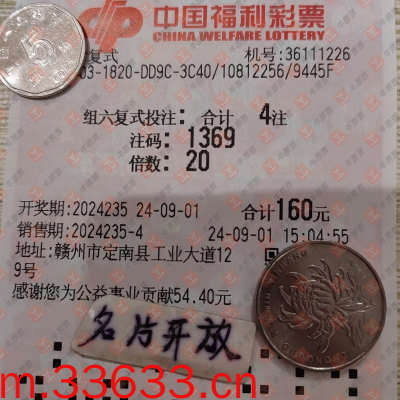 中国福利彩票
CHINA WELFARE LOTTERY
复式
机号:36111226
03-1820-DD9C-3C40/10812256/9445F
组六复式投注: 合计 4注
注码: 1369
倍数: 20
开奖期:2024235 24-09-01 合计160元
销售期:2024235-4 24-09-01 15:04:55
地址:赣州市定南县工业大道12
9号
感谢您为公益事业贡献54.40元
名片开放
m.33633.cn